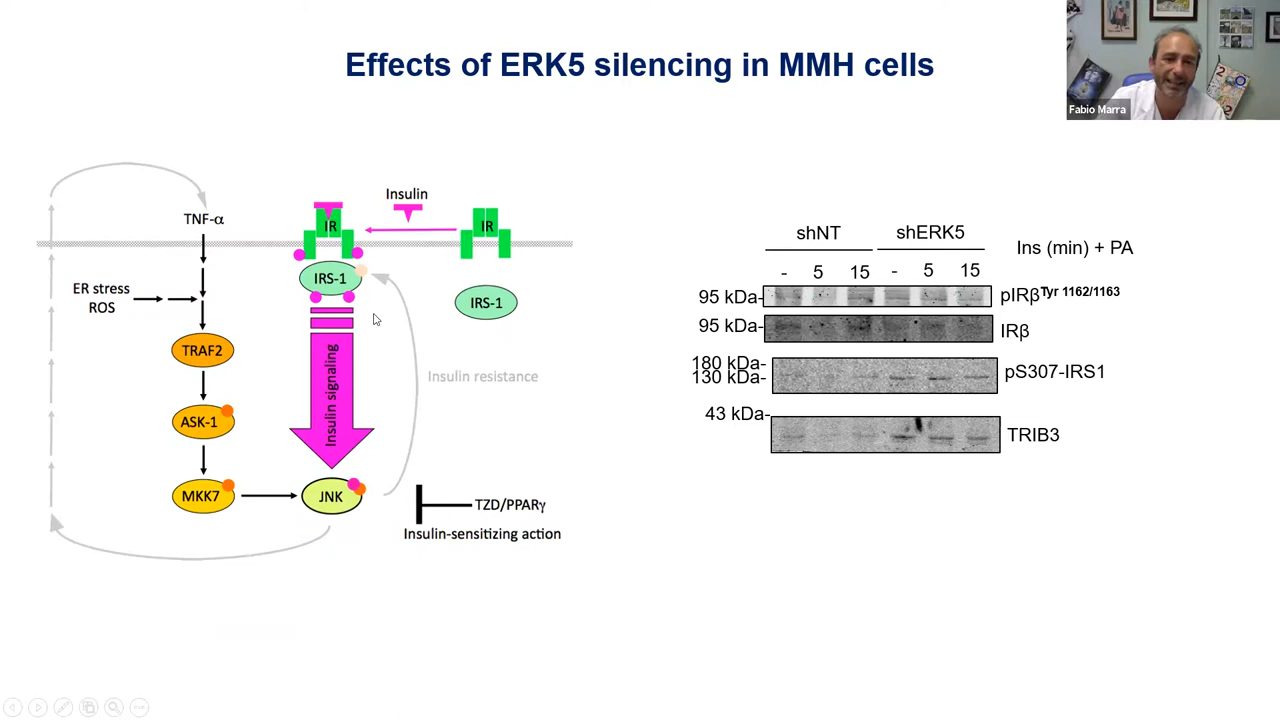 Effects of ERK5 silencing in MMH cells
Fabio Marra
Insulin
TNF-α
IR
IR
IRS-1
IRS-1
ER stress
ROS
TRAF2
Insulin signaling
Insulin resistance
ASK-1
MKK7
JNK
TZD/PPARγ
Insulin-sensitizing action
shNT shERK5
Ins (min) + PA
- 5 15 - 5 15
95 kDa- pIRβTyr 1162/1163
95 kDa- IRβ
180 kDa-
130 kDa- pS307-IRS1
43 kDa-
TRIB3